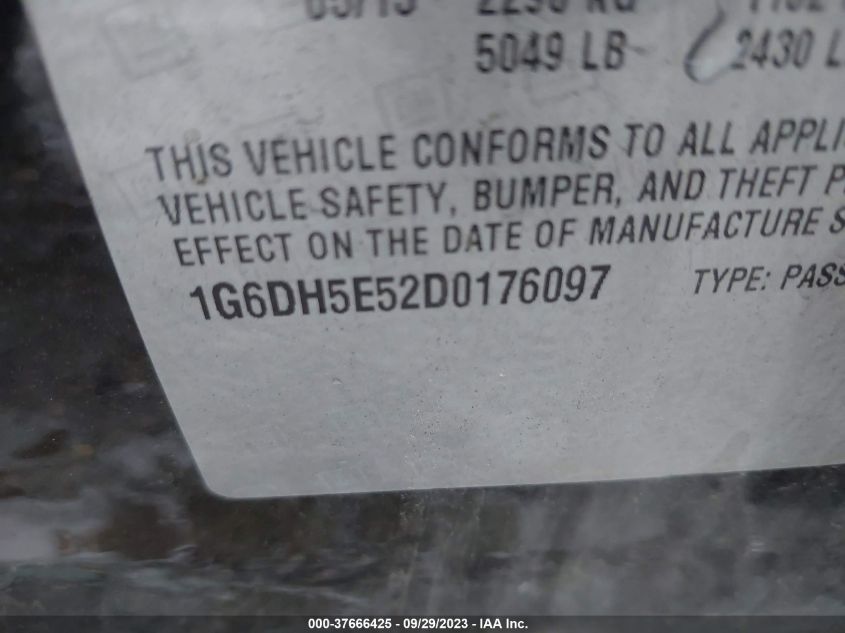 5049 LB 2430 L
THIS VEHICLE CONFORMS TO ALL APPLI
VEHICLE SAFETY, BUMPER, AND THEFT P
EFFECT ON THE DATE OF MANUFACTURE S
1G6DH5E52D0176097 TYPE: PASS
000-37666425 - 09/29/2023 - IAA Inc.